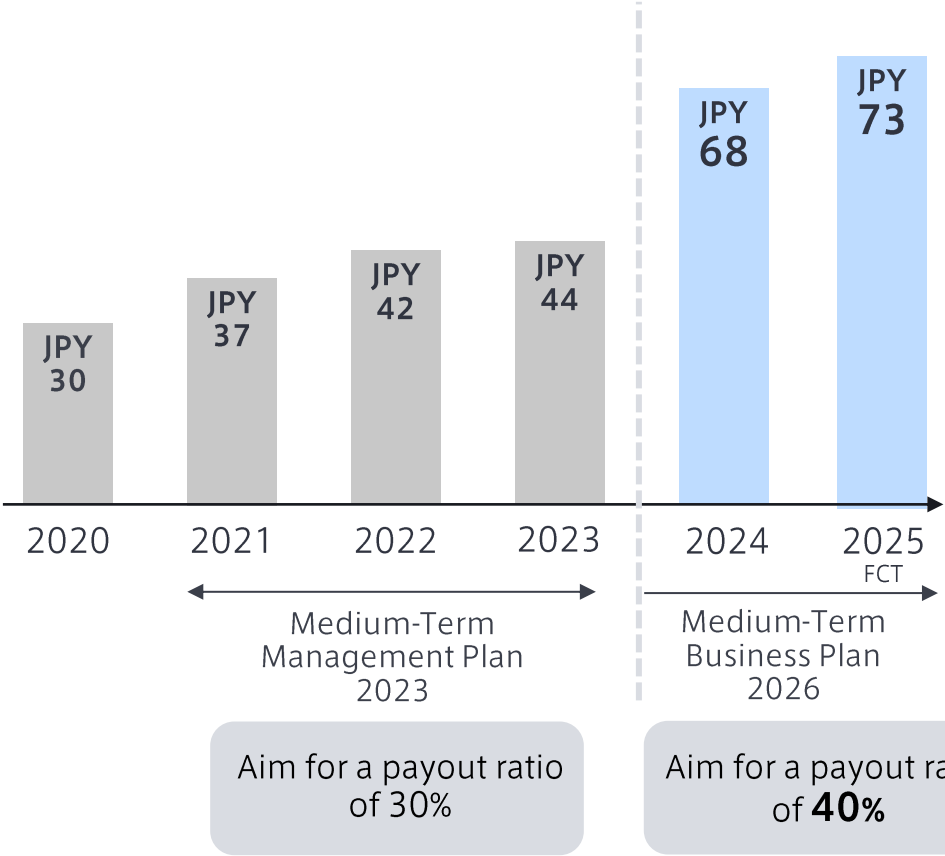 JPY
73
JPY
68
JPY
44
JPY
42
JPY
37
JPY
30
2020
2021
2022
2023
2024
2025
FCT
Medium-Term
Management Plan
2023
Medium-Term
Business Plan
2026
Aim for a payout ratio
of 30%
Aim for a payout ra
of 40%